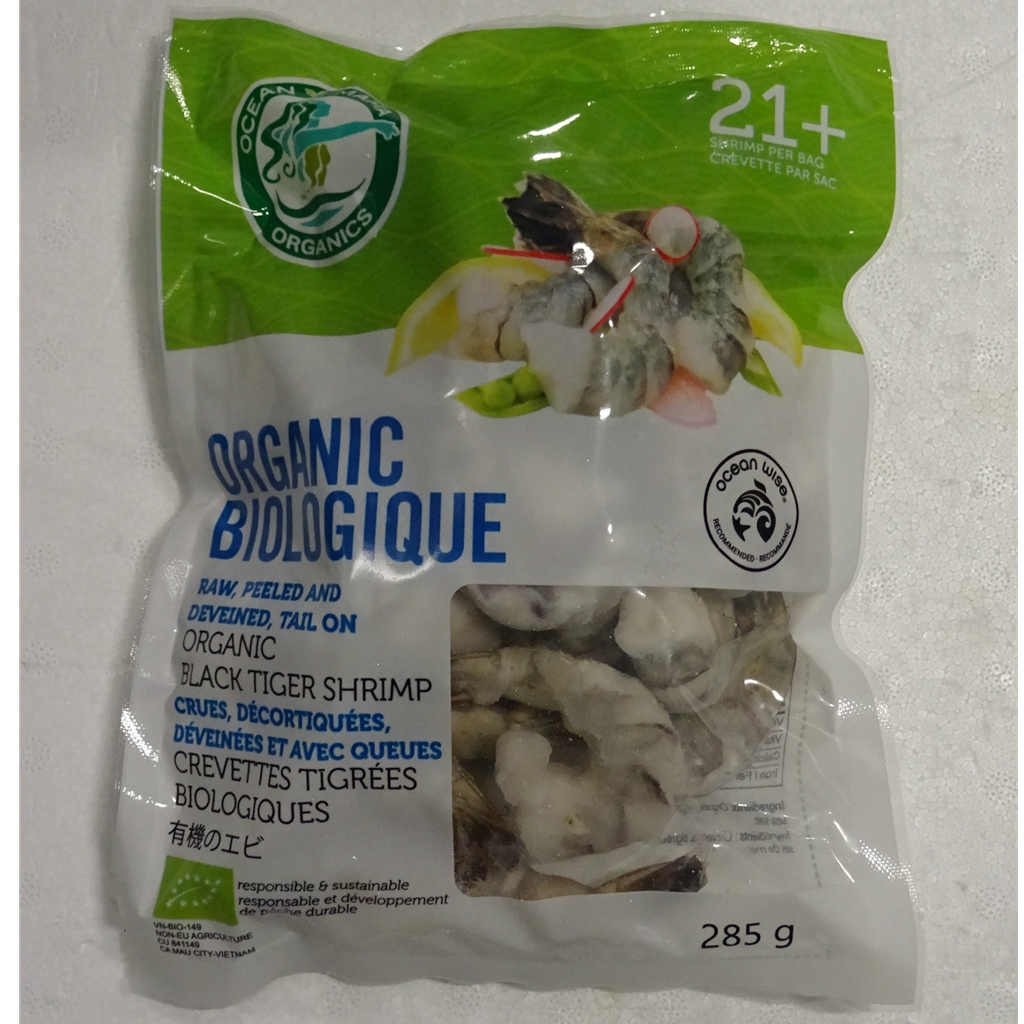 OCEAN
ORGANICS
21+
SHRIMP PER BAG
CREVETTE PAR SAC
ORGANIC
BIOLOGIQUE
ocean wise®
RECOMMENDED · RECOMMANDÉ
RAW, PEELED AND
DEVEINED, TAIL ON
ORGANIC
BLACK TIGER SHRIMP
CRUES, DÉCORTIQUÉES,
DÉVEINÉES ET AVEC QUEUES
CREVETTES TIGRÉES
BIOLOGIQUES
有機のエビ
responsible & sustainable
responsable et développement
de pêche durable
VN-BIO-149
NON-EU AGRICULTURE
CU 841149
CA MAU CITY-VIETNAM
285 g